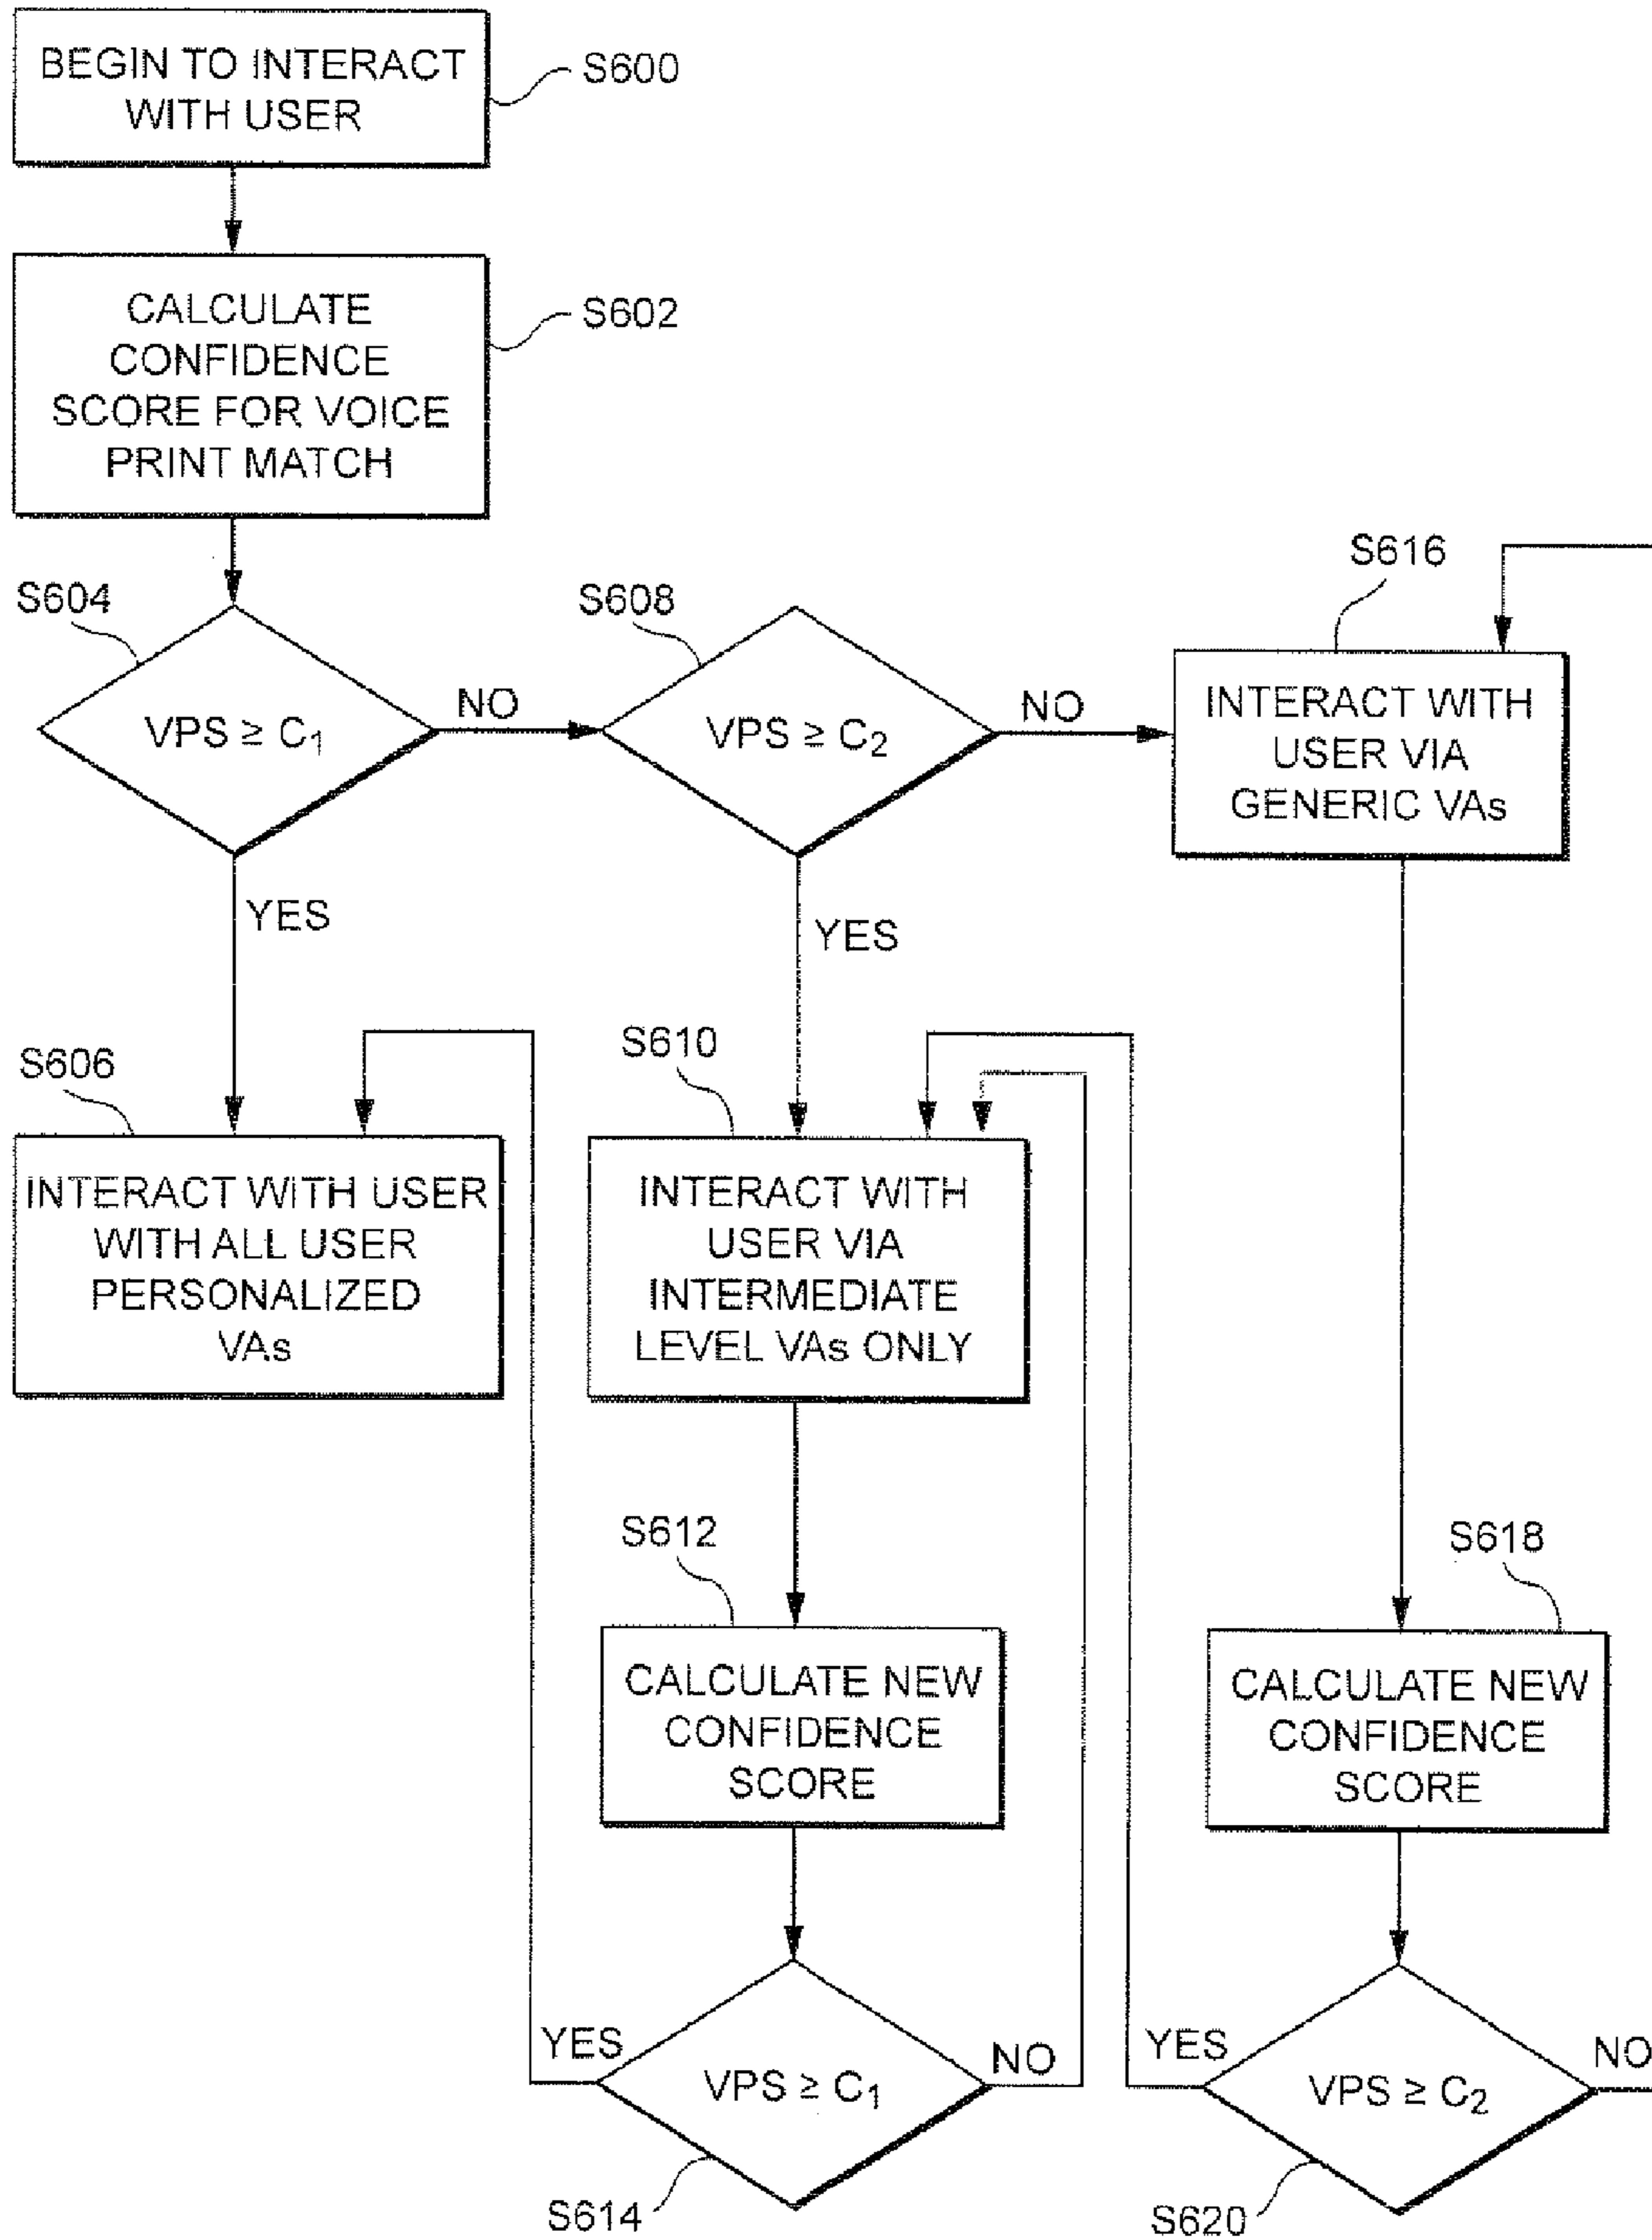 BEGIN TO INTERACT
WITH USER
S600
CALCULATE
CONFIDENCE
SCORE FOR VOICE
PRINT MATCH
S602
S604
VPS ≥ C₁
NO
YES
S608
VPS ≥ C₂
NO
YES
S616
INTERACT WITH
USER VIA
GENERIC VAs
S606
INTERACT WITH USER
WITH ALL USER
PERSONALIZED
VAs
S610
INTERACT WITH
USER VIA
INTERMEDIATE
LEVEL VAs ONLY
S612
CALCULATE NEW
CONFIDENCE
SCORE
S618
CALCULATE NEW
CONFIDENCE
SCORE
YES
VPS ≥ C₁
NO
S614
YES
VPS ≥ C₂
NO
S620